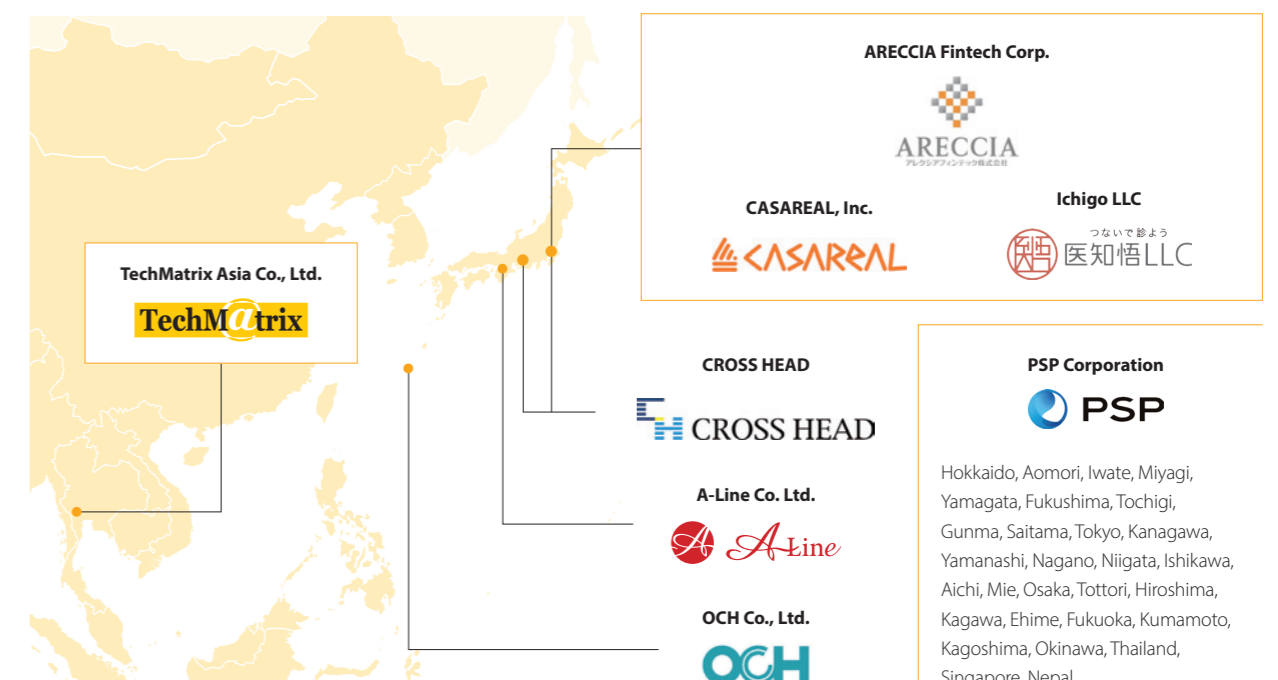 ARECCIA Fintech Corp.
ARECCIA
アレクシアフィンテック株式会社
CASAREAL, Inc.
CASAREAL
Ichigo LLC
つないで診よう
医知悟LLC
TechMatrix Asia Co., Ltd.
TechM@trix
CROSS HEAD
CH CROSS HEAD
A-Line Co. Ltd.
A A-Line
OCH Co., Ltd.
OCH
PSP Corporation
PSP
Hokkaido, Aomori, Iwate, Miyagi,
Yamagata, Fukushima, Tochigi,
Gunma, Saitama, Tokyo, Kanagawa,
Yamanashi, Nagano, Niigata, Ishikawa,
Aichi, Mie, Osaka, Tottori, Hiroshima,
Kagawa, Ehime, Fukuoka, Kumamoto,
Kagoshima, Okinawa, Thailand,
Singapore, Nepal